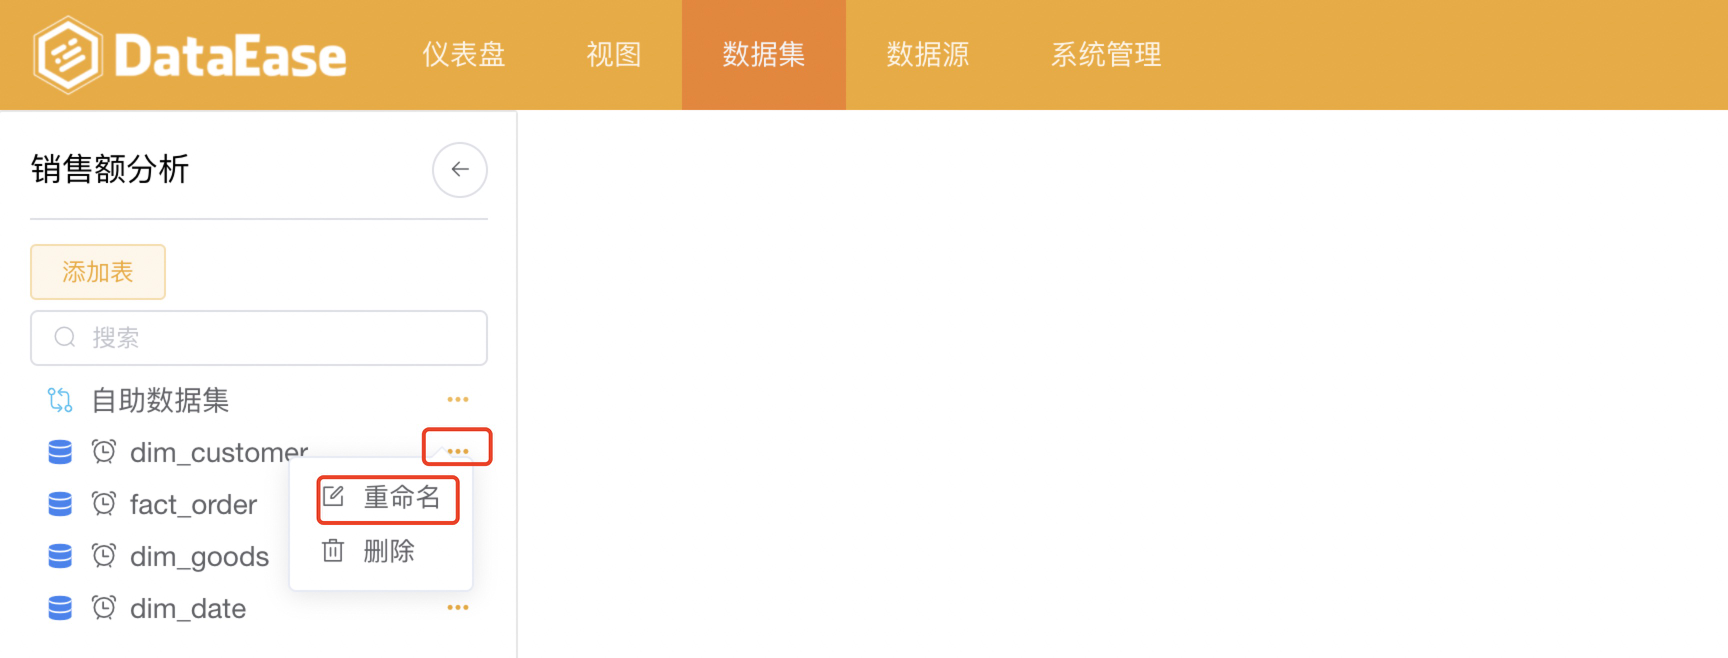 DataEase 仪表盘 视图 数据集 数据源 系统管理
销售额分析
添加表
搜索
自助数据集
dim_customer
重命名
fact_order
删除
dim_goods
dim_date